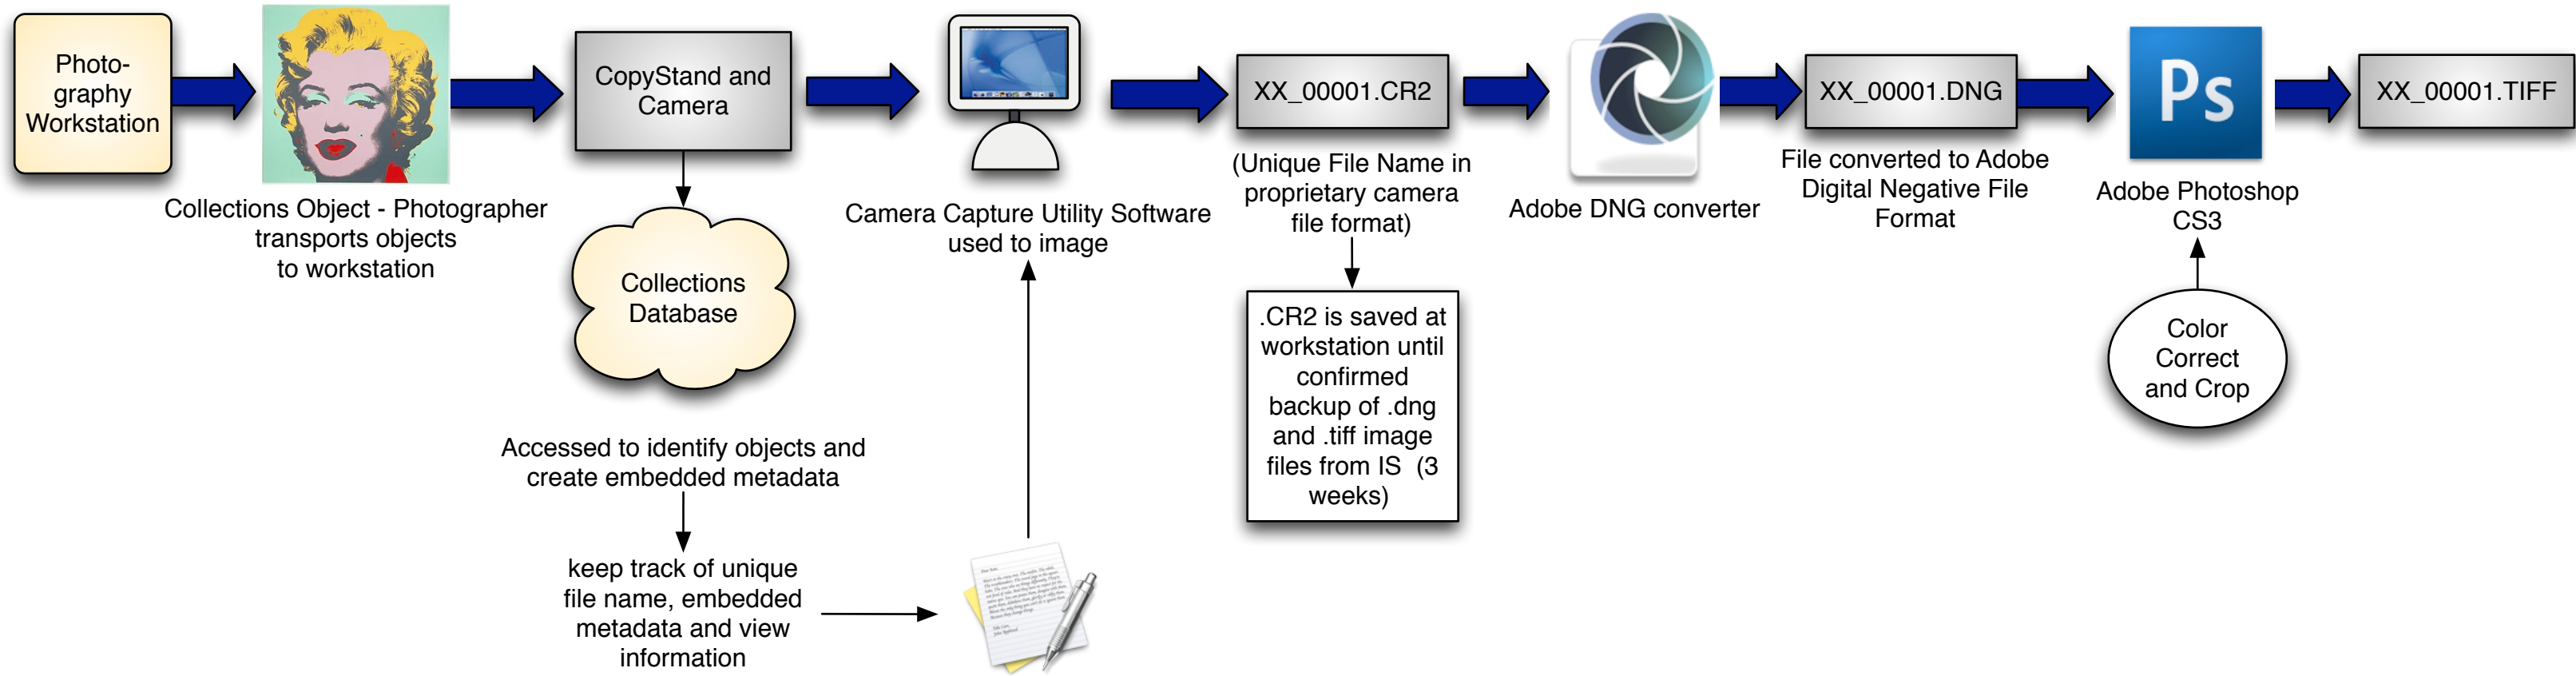 Photo-
graphy
Workstation
Collections Object - Photographer
transports objects
to workstation
CopyStand and
Camera
Collections
Database
Accessed to identify objects and
create embedded metadata
keep track of unique
file name, embedded
metadata and view
information
Camera Capture Utility Software
used to image
XX_00001.CR2
(Unique File Name in
proprietary camera
file format)
.CR2 is saved at
workstation until
confirmed
backup of .dng
and .tiff image
files from IS (3
weeks)
Adobe DNG converter
XX_00001.DNG
File converted to Adobe
Digital Negative File
Format
Ps
Adobe Photoshop
CS3
Color
Correct
and Crop
XX_00001.TIFF